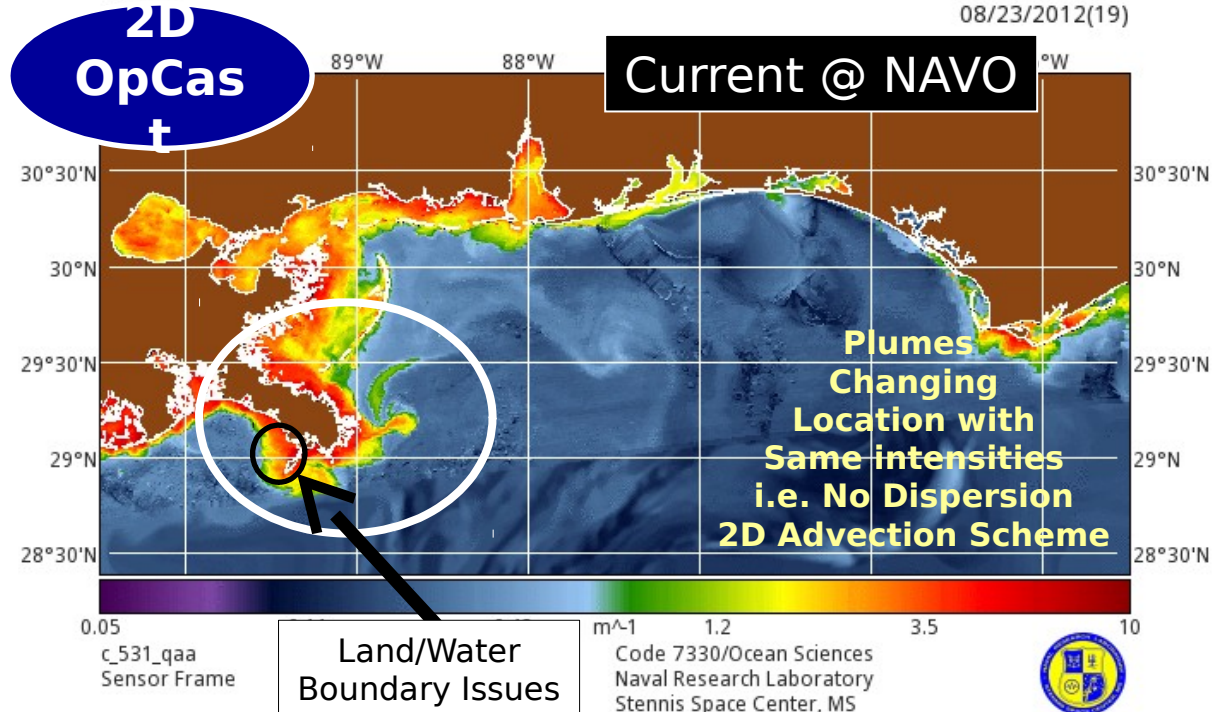 2D
OpCas
t
08/23/2012(19)
89°W
88°W
°W
Current @ NAVO
30°30'N
30°30'N
30°N
30°N
29°30'N
29°30'N
29°N
29°N
28°30'N
28°30'N
Plumes
Changing
Location with
Same intensities
i.e. No Dispersion
2D Advection Scheme
0.05
m^-1
1.2
3.5
10
c_531_qaa
Sensor Frame
Land/Water
Boundary Issues
Code 7330/Ocean Sciences
Naval Research Laboratory
Stennis Space Center, MS